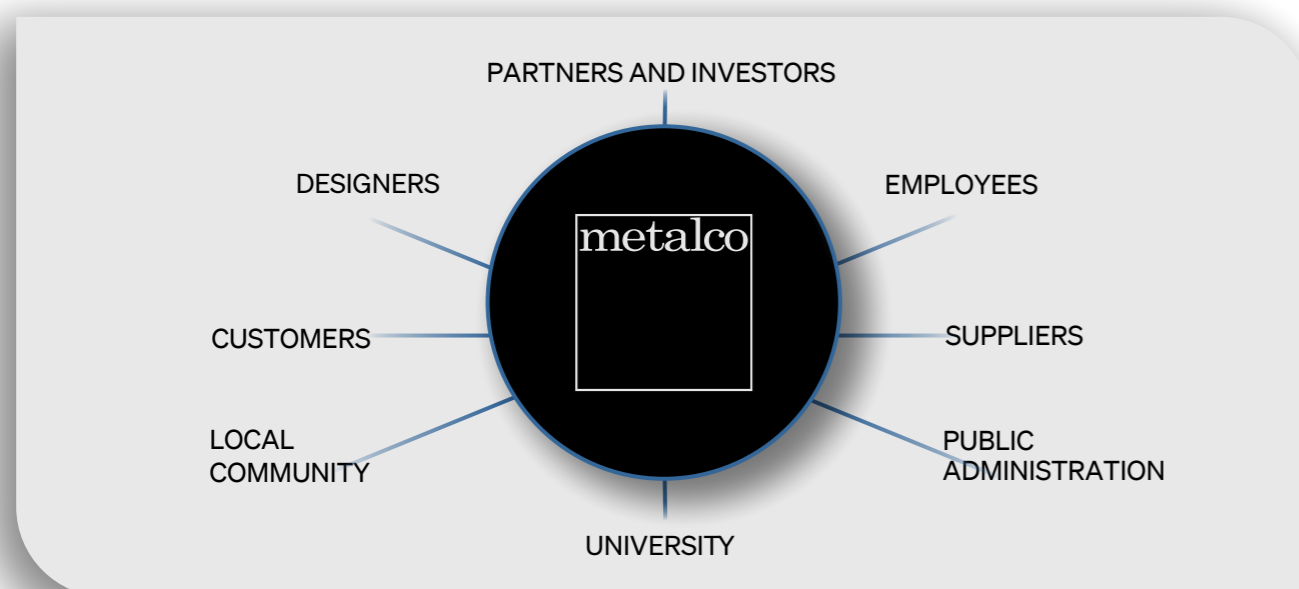 PARTNERS AND INVESTORS
DESIGNERS
EMPLOYEES
metalco
CUSTOMERS
SUPPLIERS
LOCAL
COMMUNITY
PUBLIC
ADMINISTRATION
UNIVERSITY